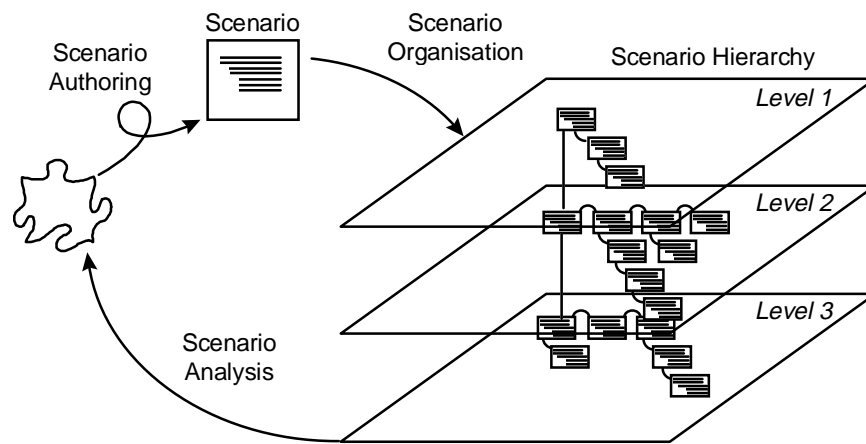 Scenario
Scenario
Authoring
Scenario
Organisation
Scenario Hierarchy
Level 1
Level 2
Level 3
Scenario
Analysis